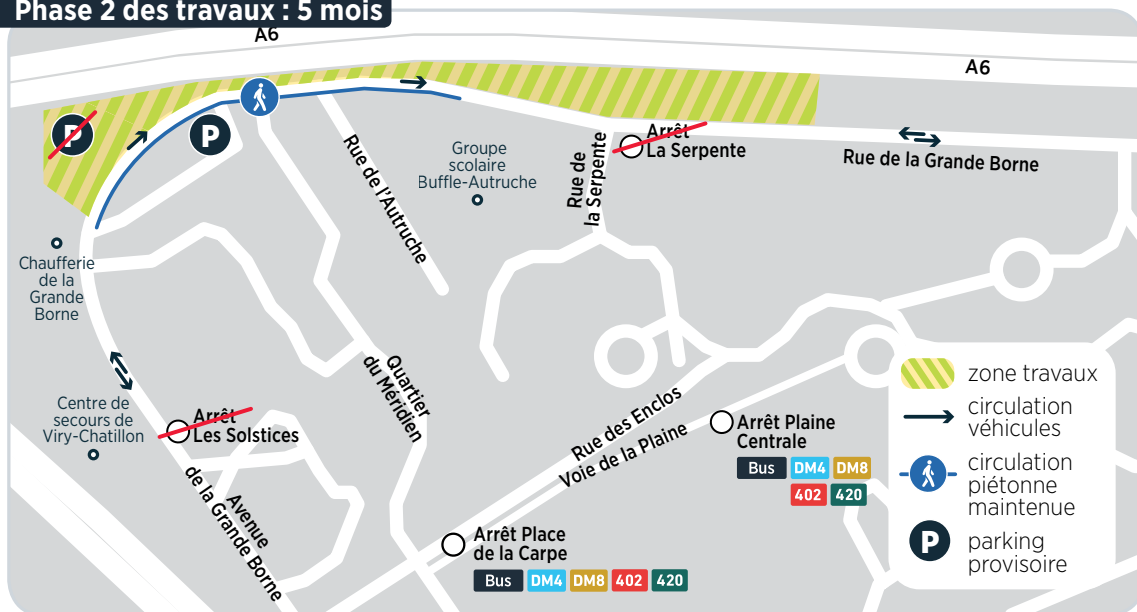 Phase 2 des travaux : 5 mois
A6
A6
P
P
Arrêt
La Serpente
Rue de la Grande Borne
Rue de
la Serpente
Groupe
scolaire
Buffle-Autruche
Rue de l'Autruche
Chaufferie
de la
Grande
Borne
Quartier
du Méridien
Centre de
secours de
Viry-Chatillon
Arrêt
Les Solstices
Avenue
de la Grande Borne
Rue des Enclos
Voie de la Plaine
Arrêt Plaine
Centrale
Bus DM4 DM8
402 420
Arrêt Place
de la Carpe
Bus DM4 DM8 402 420
zone travaux
circulation
véhicules
circulation
piétonne
maintenue
P
parking
provisoire